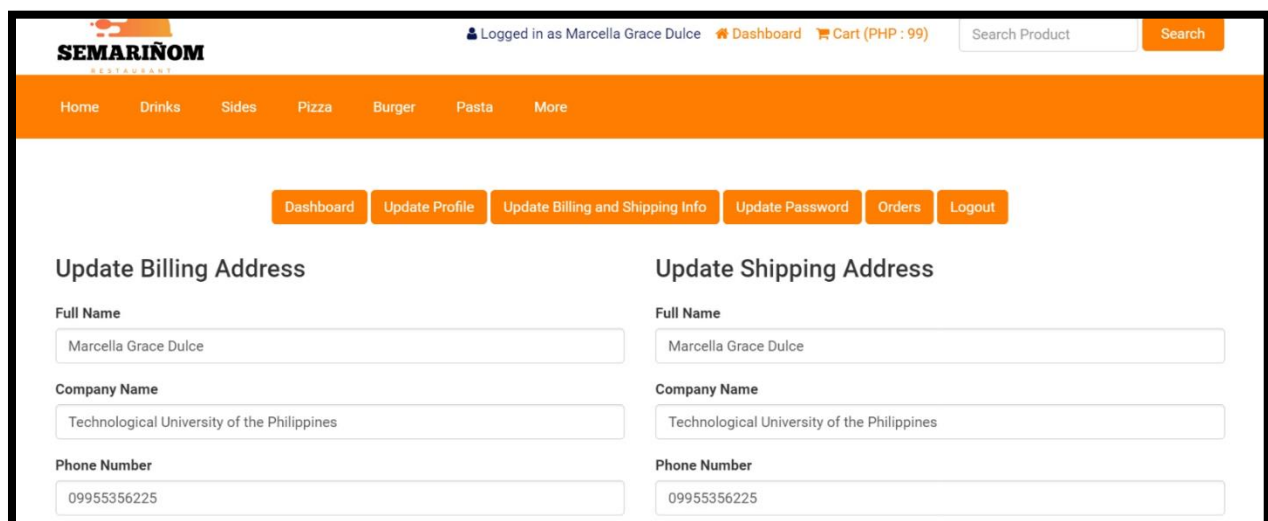 SEMARIÑOM
RESTAURANT
Logged in as Marcella Grace Dulce Dashboard Cart (PHP : 99) Search Product Search
Home Drinks Sides Pizza Burger Pasta More
Dashboard Update Profile Update Billing and Shipping Info Update Password Orders Logout
Update Billing Address
Full Name
Marcella Grace Dulce
Company Name
Technological University of the Philippines
Phone Number
09955356225
Update Shipping Address
Full Name
Marcella Grace Dulce
Company Name
Technological University of the Philippines
Phone Number
09955356225